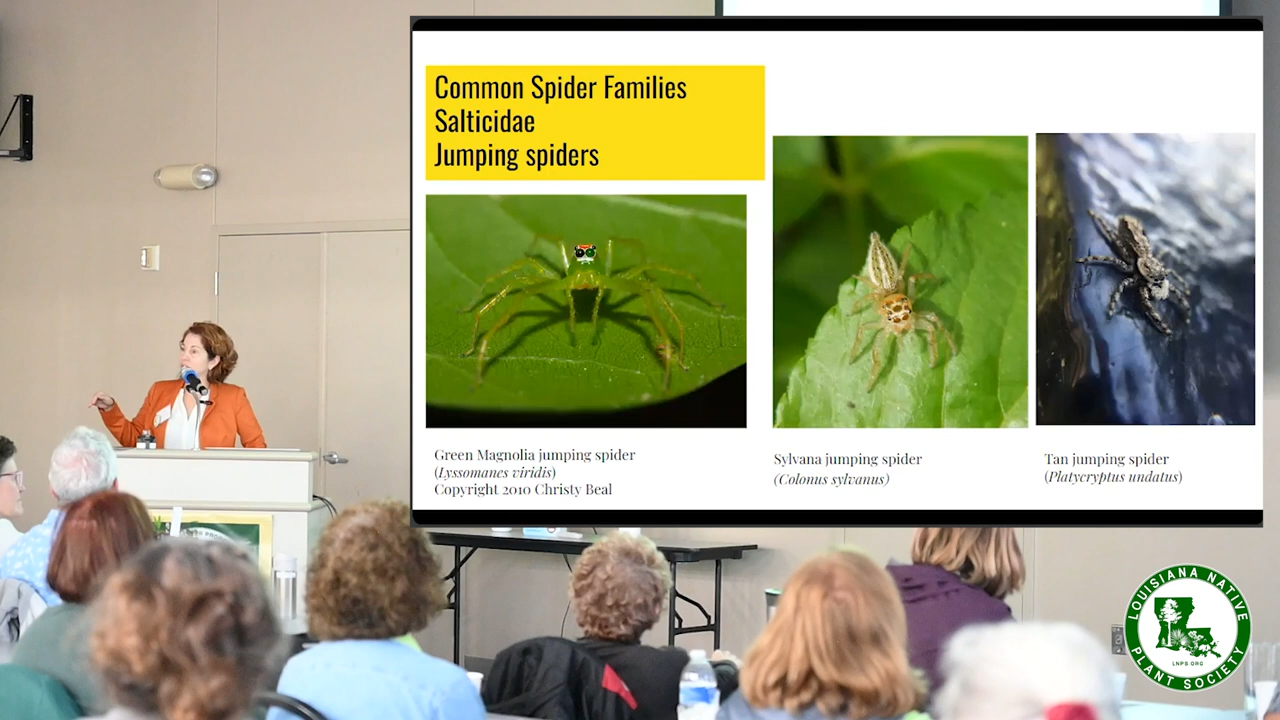 Common Spider Families
Salticidae
Jumping spiders
Green Magnolia jumping spider
(Lyssomanes viridis)
Copyright 2010 Christy Beal
Sylvana jumping spider
(Colonus sylvanus)
Tan jumping spider
(Platycryptus undatus)
LOUISIANA NATIVE
PLANT SOCIETY
LNPS.ORG